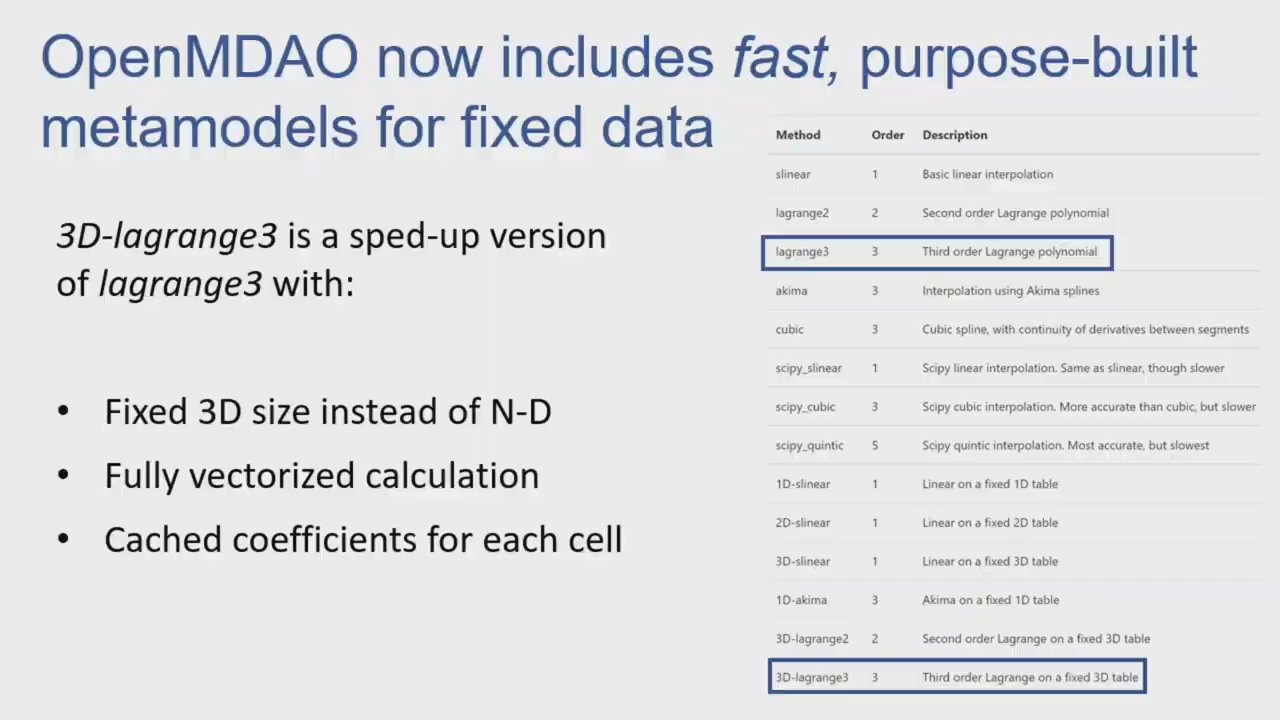 OpenMDAO now includes fast, purpose-built
metamodels for fixed data
3D-lagrange3 is a sped-up version
of lagrange3 with:
• Fixed 3D size instead of N-D
• Fully vectorized calculation
• Cached coefficients for each cell
Method Order Description
slinear 1 Basic linear interpolation
lagrange2 2 Second order Lagrange polynomial
lagrange3 3 Third order Lagrange polynomial
akima 3 Interpolation using Akima splines
cubic 3 Cubic spline, with continuity of derivatives between segments
scipy_slinear 1 Scipy linear interpolation. Same as slinear, though slower
scipy_cubic 3 Scipy cubic interpolation. More accurate than cubic, but slower
scipy_quintic 5 Scipy quintic interpolation. Most accurate, but slowest
1D-slinear 1 Linear on a fixed 1D table
2D-slinear 1 Linear on a fixed 2D table
3D-slinear 1 Linear on a fixed 3D table
1D-akima 3 Akima on a fixed 1D table
3D-lagrange2 2 Second order Lagrange on a fixed 3D table
3D-lagrange3 3 Third order Lagrange on a fixed 3D table